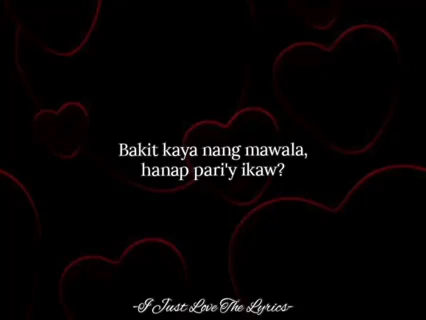 Bakit kaya nang mawala,
hanap pari'y ikaw?
-I Just Love The Lyrics-